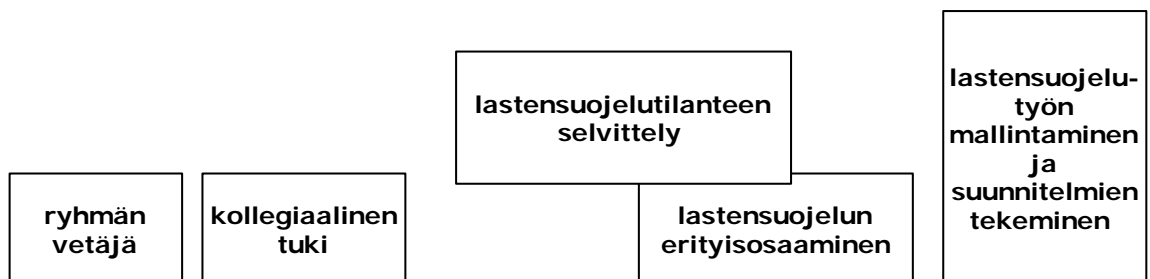 ryhmän
vetäjä
kollegiaalinen
tuki
lastensuojelutilanteen
selvittely
lastensuojelun
erityisosaaminen
lastensuojelu-
työn
mallintaminen
ja
suunnitelmien
tekeminen